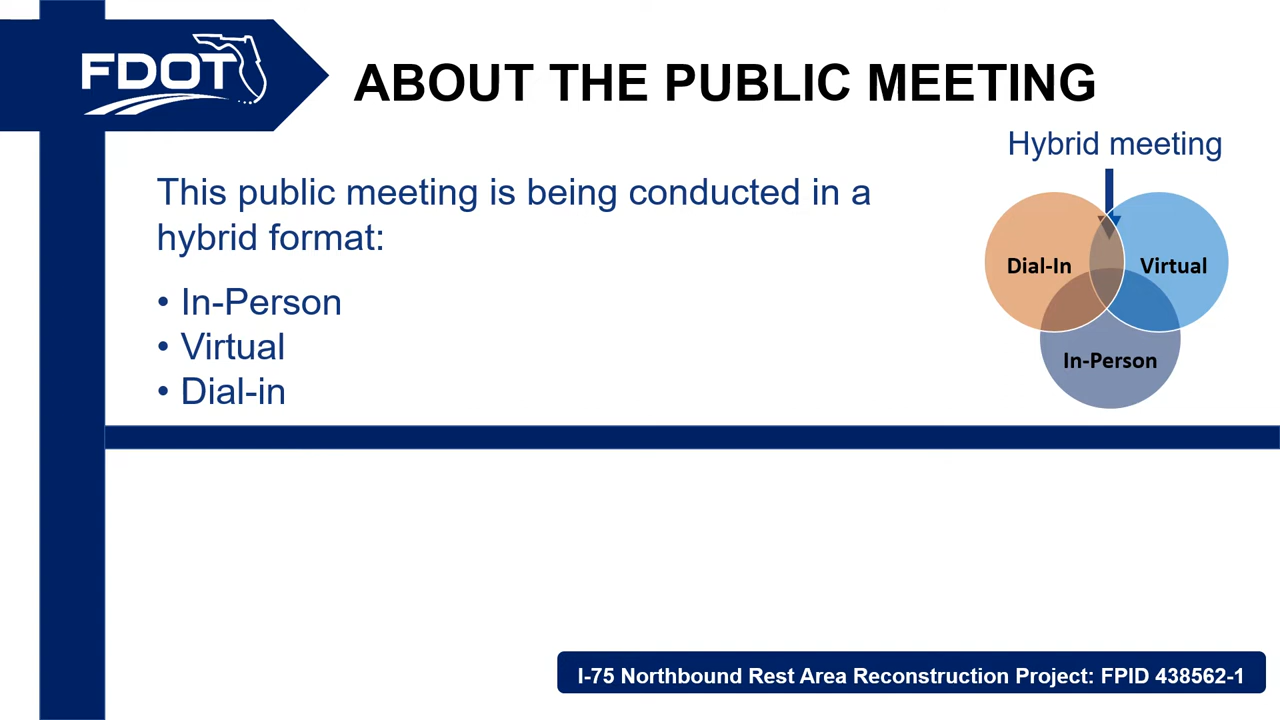 FDOT
ABOUT THE PUBLIC MEETING
Hybrid meeting
This public meeting is being conducted in a
hybrid format:
• In-Person
• Virtual
• Dial-in
Dial-In
Virtual
In-Person
I-75 Northbound Rest Area Reconstruction Project: FPID 438562-1